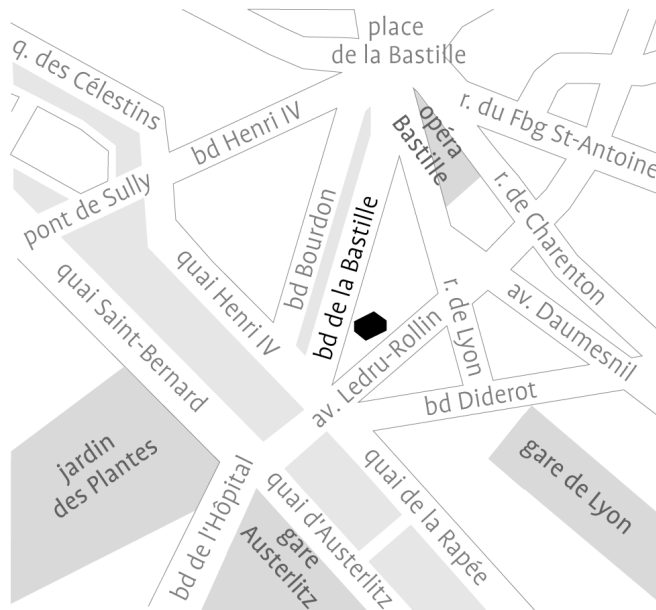 place
de la Bastille
q. des Célestins
bd Henri IV
opéra
Bastille
r. du Fbg St-Antoine
pont de Sully
bd Bourdon
bd de la Bastille
r. de Charenton
quai Saint-Bernard
quai Henri IV
r. de Lyon
av. Daumesnil
av. Ledru-Rollin
bd Diderot
jardin
des Plantes
bd de l'Hôpital
quai d'Austerlitz
gare
Austerlitz
quai de la Rapée
gare de Lyon